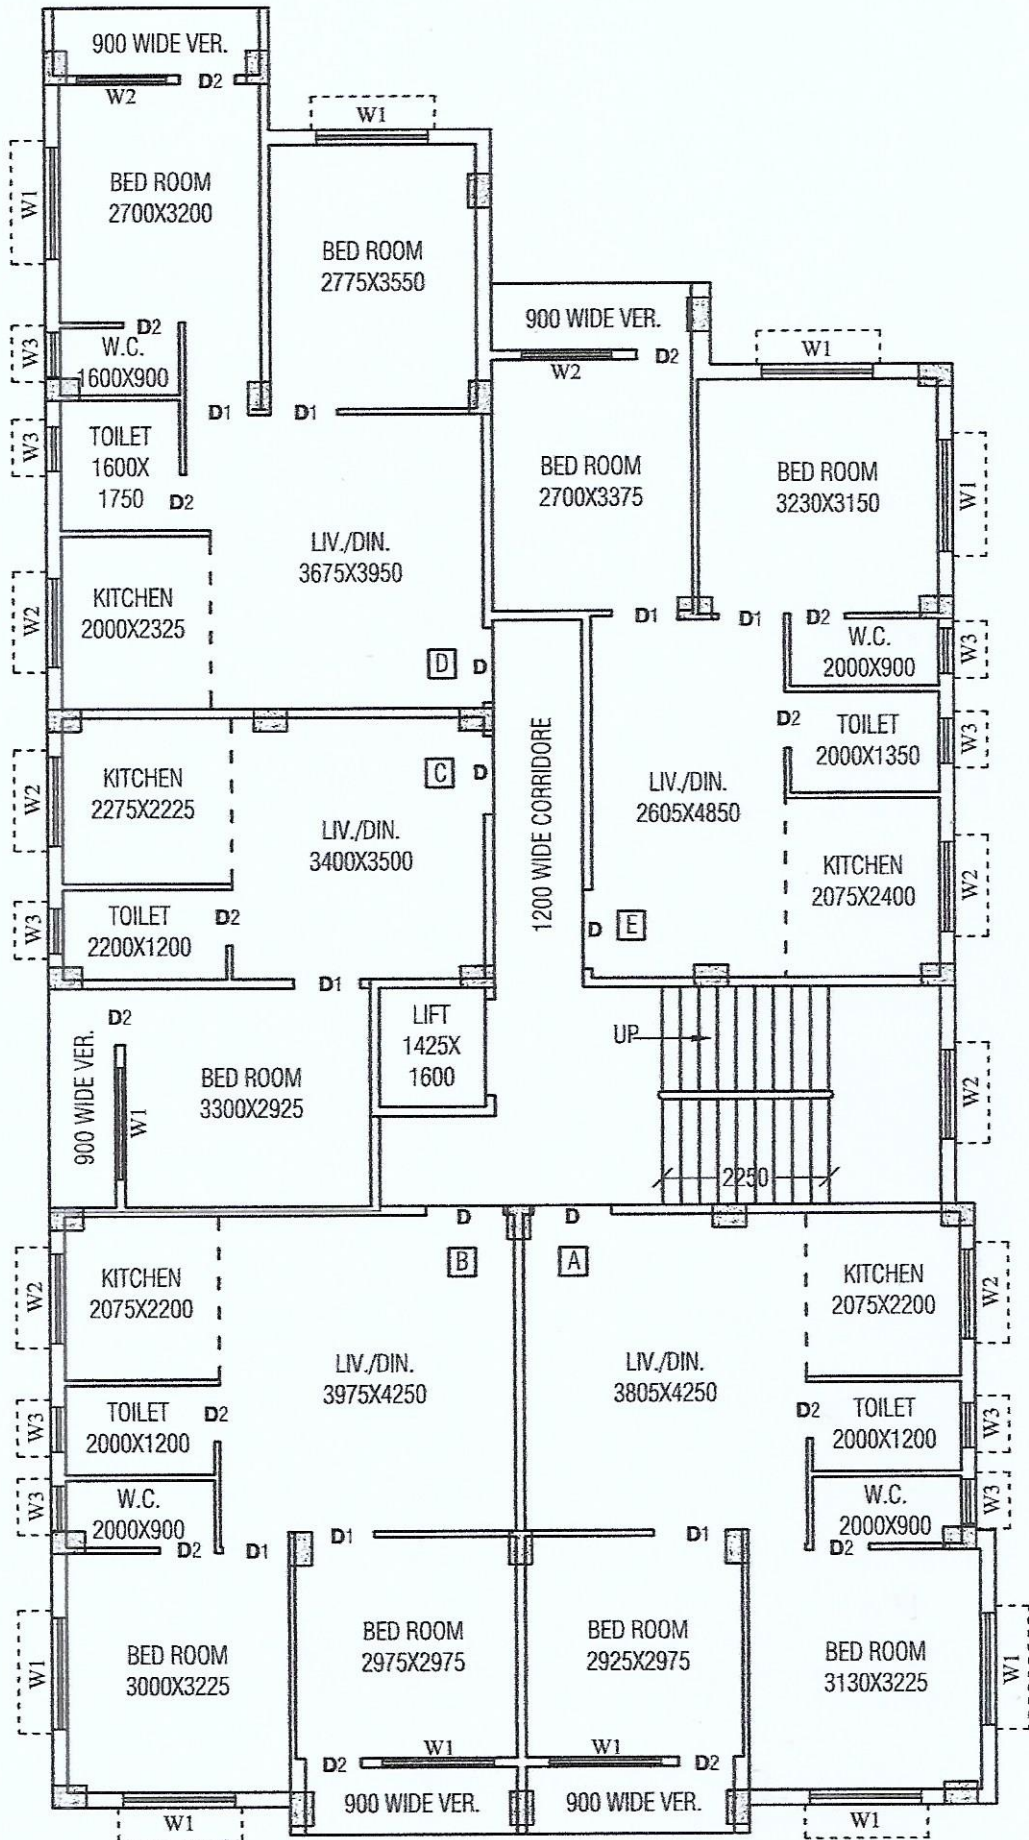 900 WIDE VER.
D2
W2
W1
W1
BED ROOM
2700X3200
BED ROOM
2775X3550
900 WIDE VER.
D2
W2
W1
D2
W3
W.C.
1600X900
D1
D1
W3
TOILET
1600X
1750
D2
BED ROOM
2700X3375
BED ROOM
3230X3150
W1
LIV./DIN.
3675X3950
W2
KITCHEN
2000X2325
D1
D1
D2
W.C.
2000X900
W3
D
D
D2
TOILET
2000X1350
W3
W2
KITCHEN
2275X2225
C
D
LIV./DIN.
3400X3500
1200 WIDE CORRIDORE
LIV./DIN.
2605X4850
KITCHEN
2075X2400
W2
W3
TOILET
2200X1200
D2
D
E
D1
D2
900 WIDE VER.
W1
BED ROOM
3300X2925
LIFT
1425X
1600
UP
W2
2250
D
D
B
A
W2
KITCHEN
2075X2200
KITCHEN
2075X2200
W2
LIV./DIN.
3975X4250
LIV./DIN.
3805X4250
W3
TOILET
2000X1200
D2
D2
TOILET
2000X1200
W3
W3
W.C.
2000X900
W.C.
2000X900
W3
D2
D1
D1
D1
D2
W1
BED ROOM
3000X3225
BED ROOM
2975X2975
BED ROOM
2925X2975
BED ROOM
3130X3225
W1
D2
W1
W1
D2
W1
900 WIDE VER.
900 WIDE VER.
W1